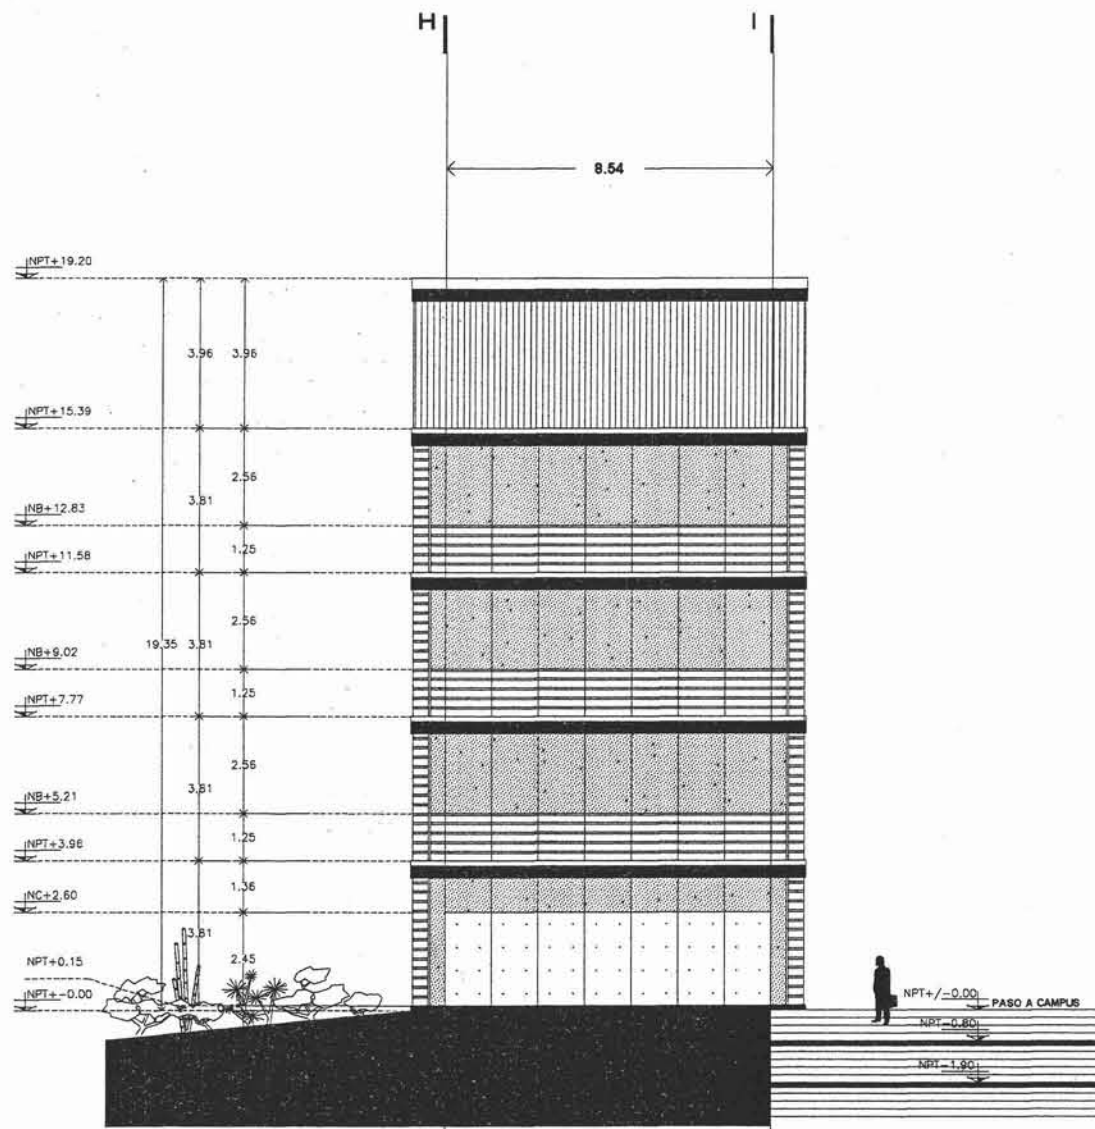 H I
8.54
NPT+19.20
3.96 3.96
NPT+15.39
2.56
3.81
NB+12.83
1.25
NPT+11.58
2.56
19.35 3.81
NB+9.02
1.25
NPT+7.77
2.56
3.81
NB+5.21
1.25
NPT+3.96
1.36
NC+2.60
3.81
2.45
NPT+0.15
NPT+-0.00
NPT+/-0.00 PASO A CAMPUS
NPT-0.80
NPT-1.90